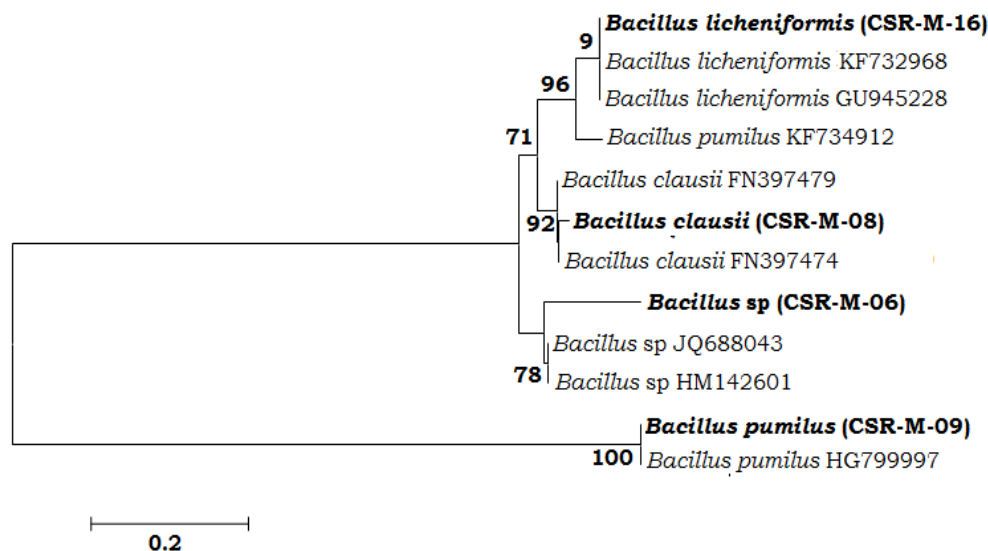 Bacillus licheniformis (CSR-M-16)
9
Bacillus licheniformis KF732968
96
Bacillus licheniformis GU945228
71
Bacillus pumilus KF734912
Bacillus clausii FN397479
92
Bacillus clausii (CSR-M-08)
Bacillus clausii FN397474
Bacillus sp (CSR-M-06)
Bacillus sp JQ688043
78
Bacillus sp HM142601
Bacillus pumilus (CSR-M-09)
100
Bacillus pumilus HG799997
0.2